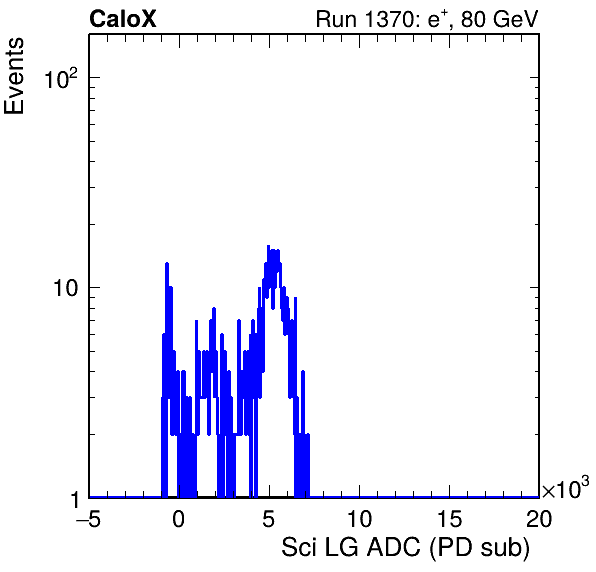 CaloX Run 1370: e⁺, 80 GeV
Events
10²
10
1
−5 0 5 10 15 20
×10³
Sci LG ADC (PD sub)